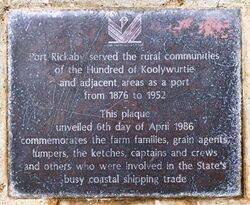 Port Rickaby served the rural communities
of the Hundred of Koolywurtie
and adjacent areas as a port
from 1876 to 1952
This plaque
unveiled 6th day of April 1986
commemorates the farm families, grain agents,
lumpers, the ketches, captains and crews
and others who were involved in the State's
busy coastal shipping trade